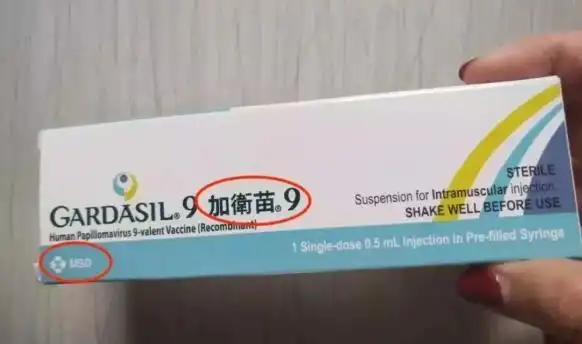 GARDASIL®9 加衛苗®9
Human Papillomavirus 9-valent Vaccine (Recombinant)
MSD
STERILE
Suspension for Intramuscular injection.
SHAKE WELL BEFORE USE
1 Single-dose 0.5 mL Injection in Pre-filled Syringe